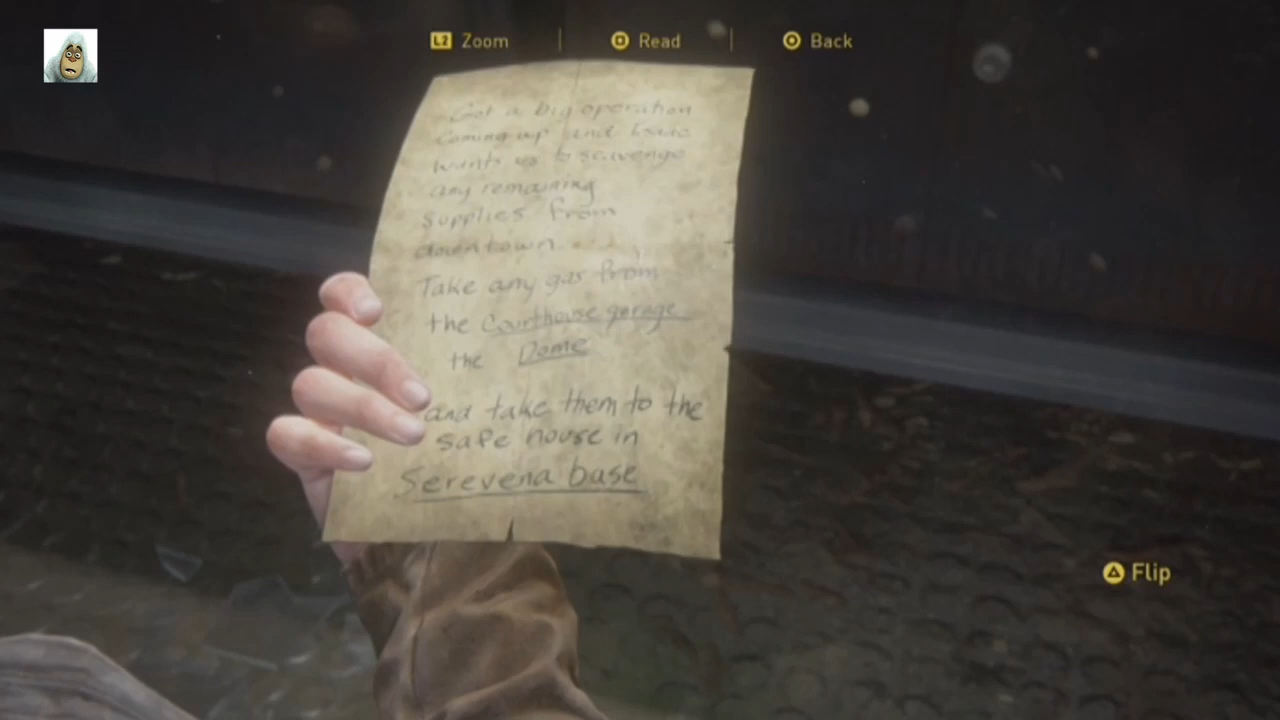 L2 Zoom
Read
Back
Got a big operation
coming up and Isaac
wants us to scavenge
any remaining
supplies from
downtown.
Take any gas from
the Courthouse garage
the Dome
and take them to the
safe house in
Serevena base
Flip